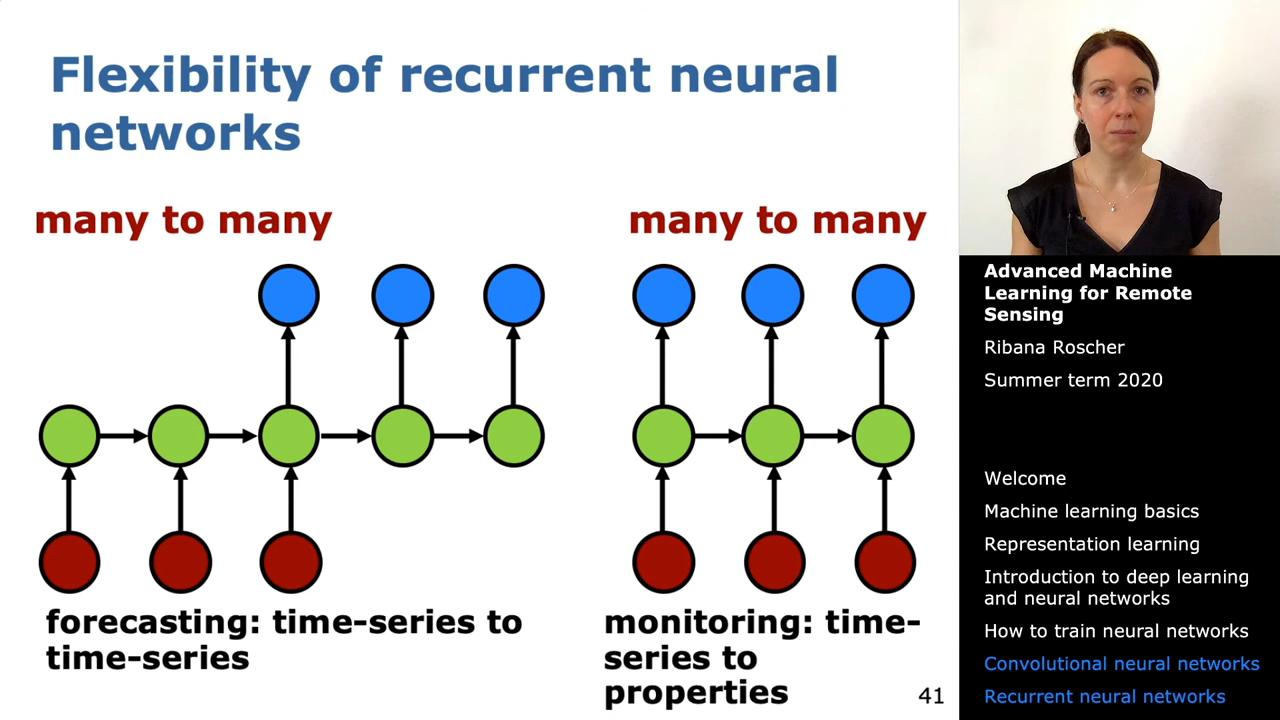 Flexibility of recurrent neural
networks
many to many
many to many
forecasting: time-series to
time-series
monitoring: time-
series to
properties
41
Advanced Machine
Learning for Remote
Sensing
Ribana Roscher
Summer term 2020
Welcome
Machine learning basics
Representation learning
Introduction to deep learning
and neural networks
How to train neural networks
Convolutional neural networks
Recurrent neural networks